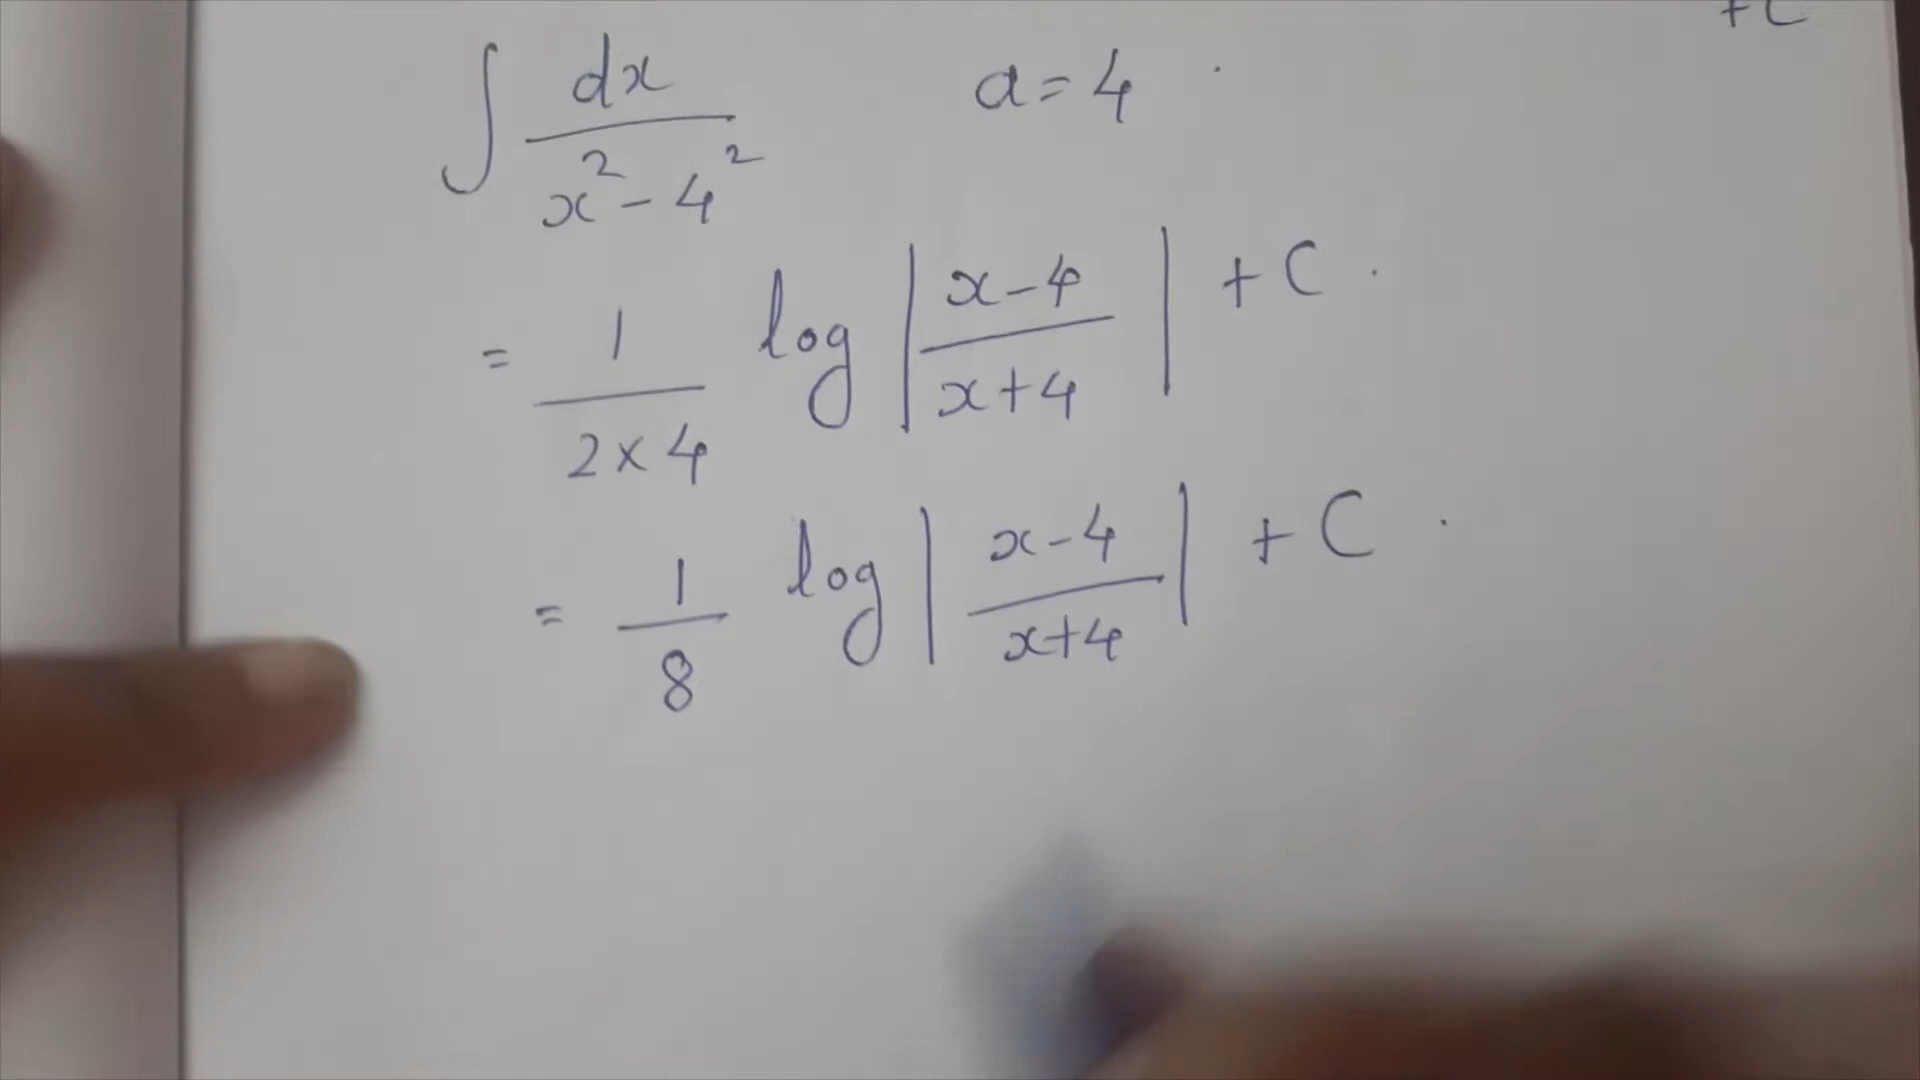 +C
∫ dx / (x² - 4²)    a = 4 .
= 1 / (2 × 4) log | (x - 4) / (x + 4) | + C .
= 1 / 8 log | (x - 4) / (x + 4) | + C .